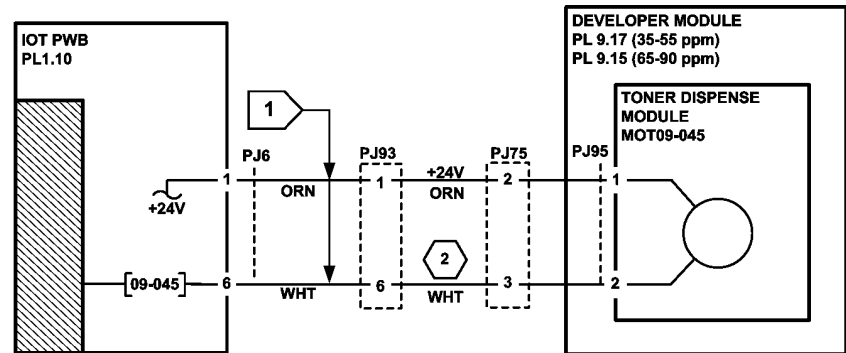 IOT PWB
PL1.10
DEVELOPER MODULE
PL 9.17 (35-55 ppm)
PL 9.15 (65-90 ppm)
TONER DISPENSE
MODULE
MOT09-045
1
PJ6
PJ93
PJ75
PJ95
+24V
1
ORN
1
+24V
ORN
2
1
[09-045]
6
WHT
6
2
WHT
3
2